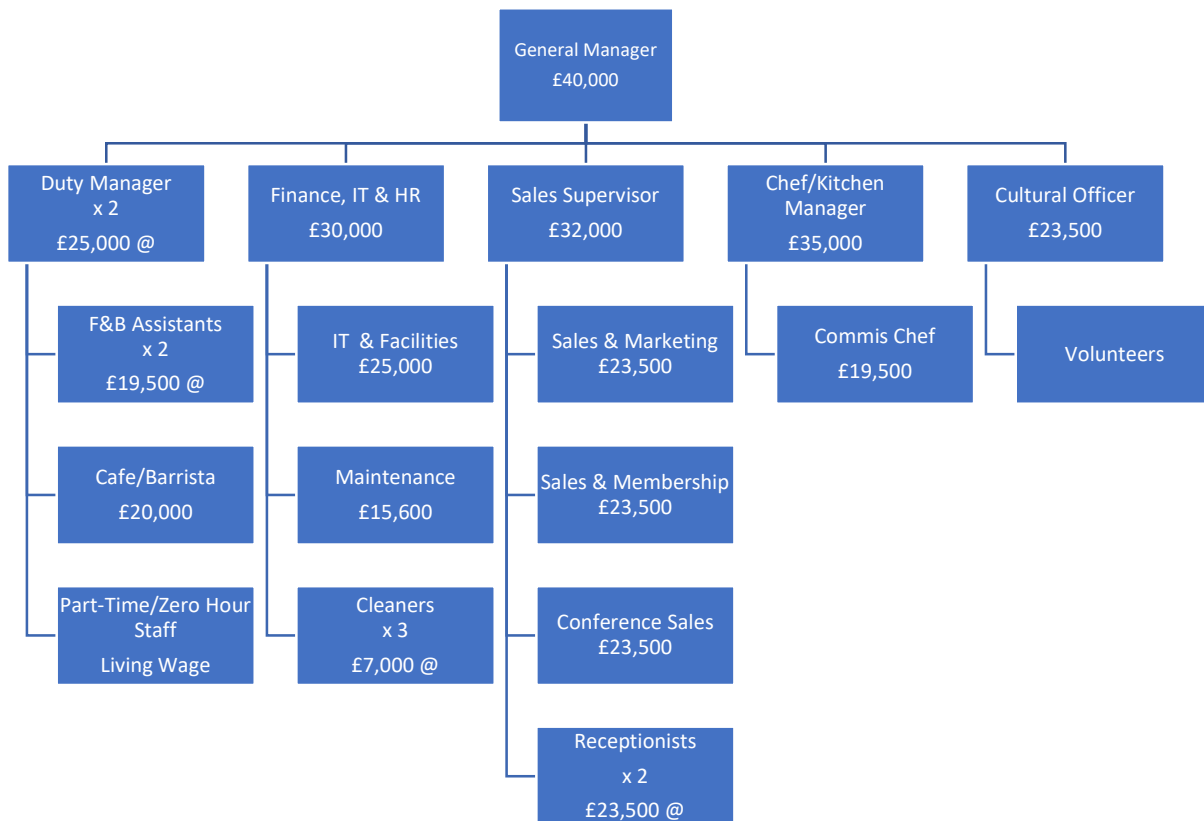 General Manager
£40,000
Duty Manager
x 2
£25,000 @
F&B Assistants
x 2
£19,500 @
Cafe/Barrista
£20,000
Part-Time/Zero Hour
Staff
Living Wage
Finance, IT & HR
£30,000
IT & Facilities
£25,000
Maintenance
£15,600
Cleaners
x 3
£7,000 @
Sales Supervisor
£32,000
Sales & Marketing
£23,500
Sales & Membership
£23,500
Conference Sales
£23,500
Receptionists
x 2
£23,500 @
Chef/Kitchen
Manager
£35,000
Commis Chef
£19,500
Cultural Officer
£23,500
Volunteers